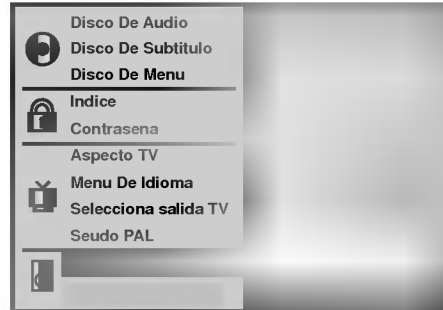 Disco De Audio
Disco De Subtitulo
Disco De Menu
Indice
Contrasena
Aspecto TV
Menu De Idioma
Selecciona salida TV
Seudo PAL